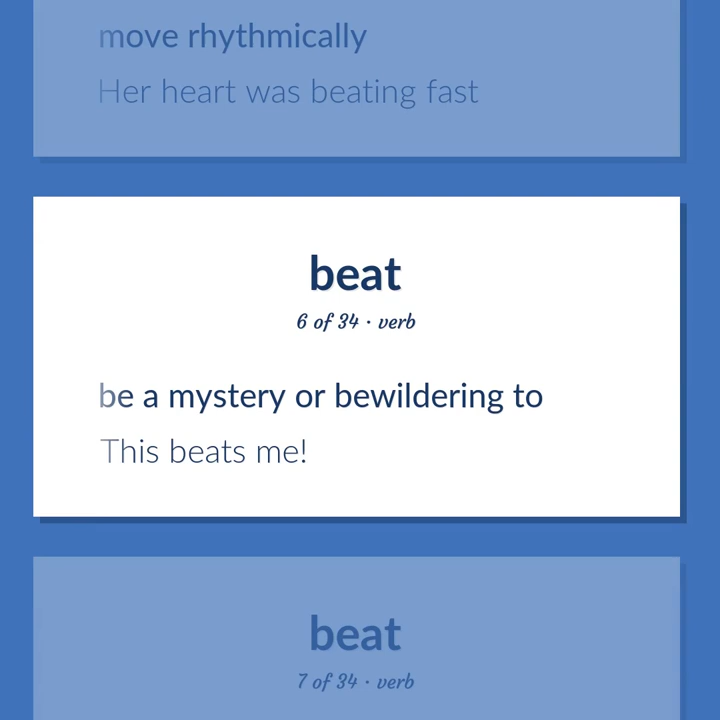 move rhythmically
Her heart was beating fast
beat
6 of 34 · verb
be a mystery or bewildering to
This beats me!
beat
7 of 34 · verb